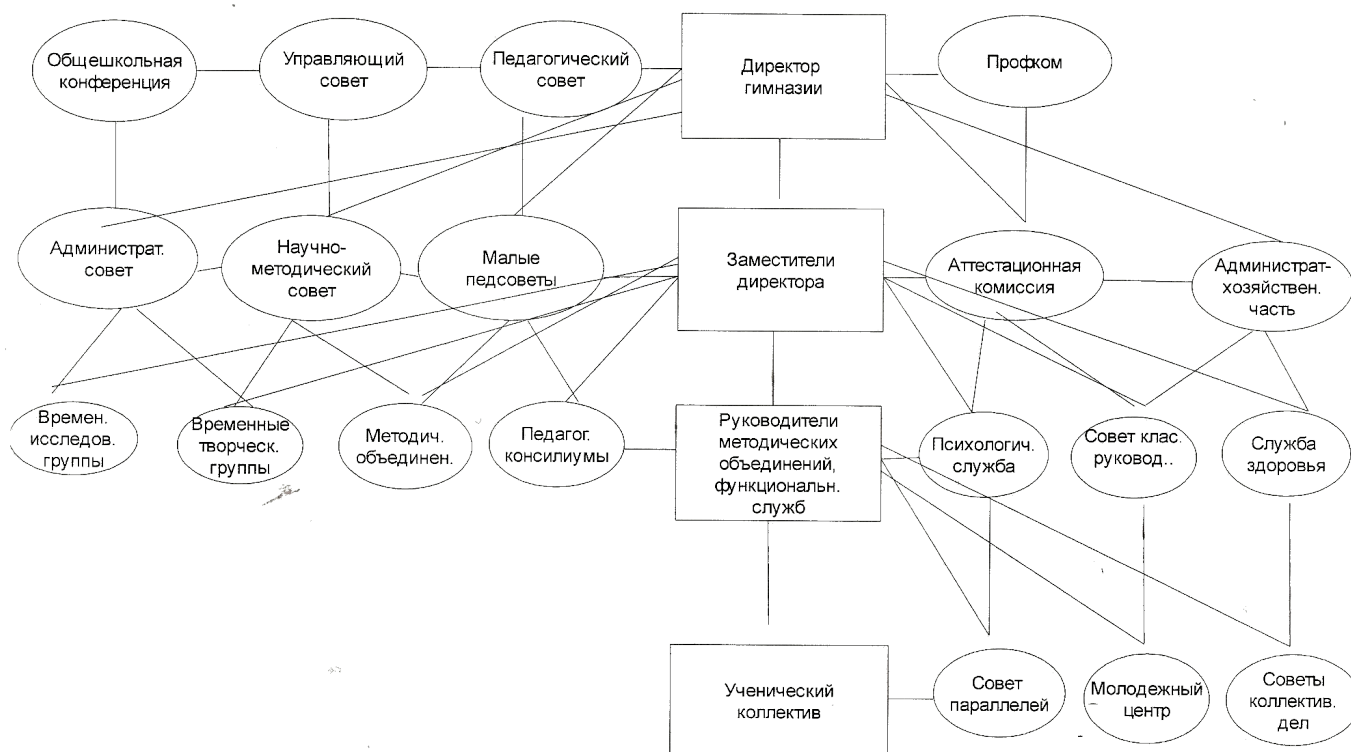 Общешкольная
конференция
Управляющий
совет
Педагогический
совет
Директор
гимназии
Профком
Администрат.
совет
Научно-
методический
совет
Малые
педсоветы
Заместители
директора
Аттестационная
комиссия
Администрат-
хозяйствен.
часть
Времен.
исследов.
группы
Временные
творческ.
группы
Методич.
объединен.
Педагог.
консилиумы
Руководители
методических
объединений,
функциональн.
служб
Психологич.
служба
Совет клас.
руковод..
Служба
здоровья
Ученический
коллектив
Совет
параллелей
Молодежный
центр
Советы
коллектив.
дел